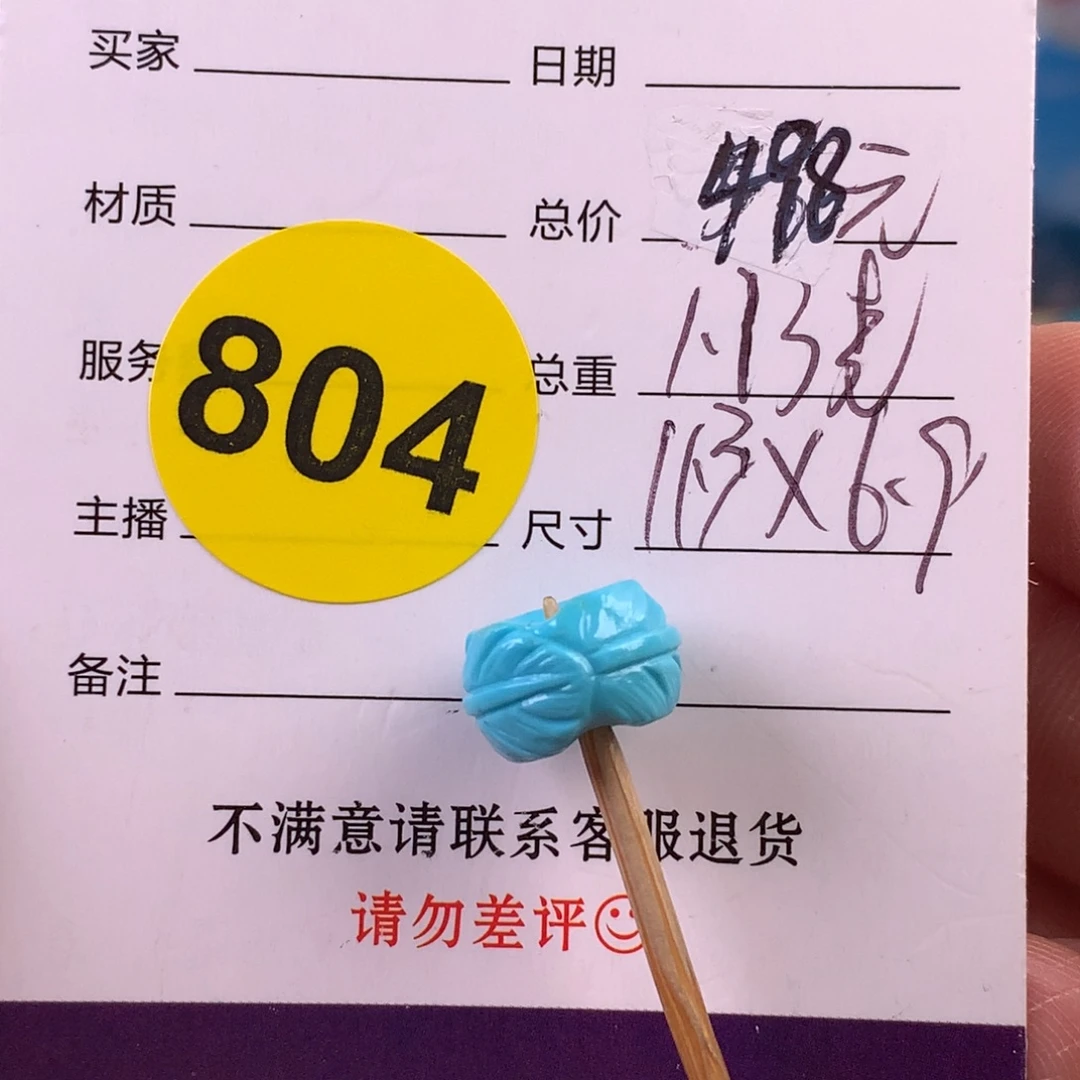 买家 日期
材质 总价 498元
服务 总重 1.13克
804
主播 尺寸 11.3X6.9
备注
不满意请联系客服退货
请勿差评